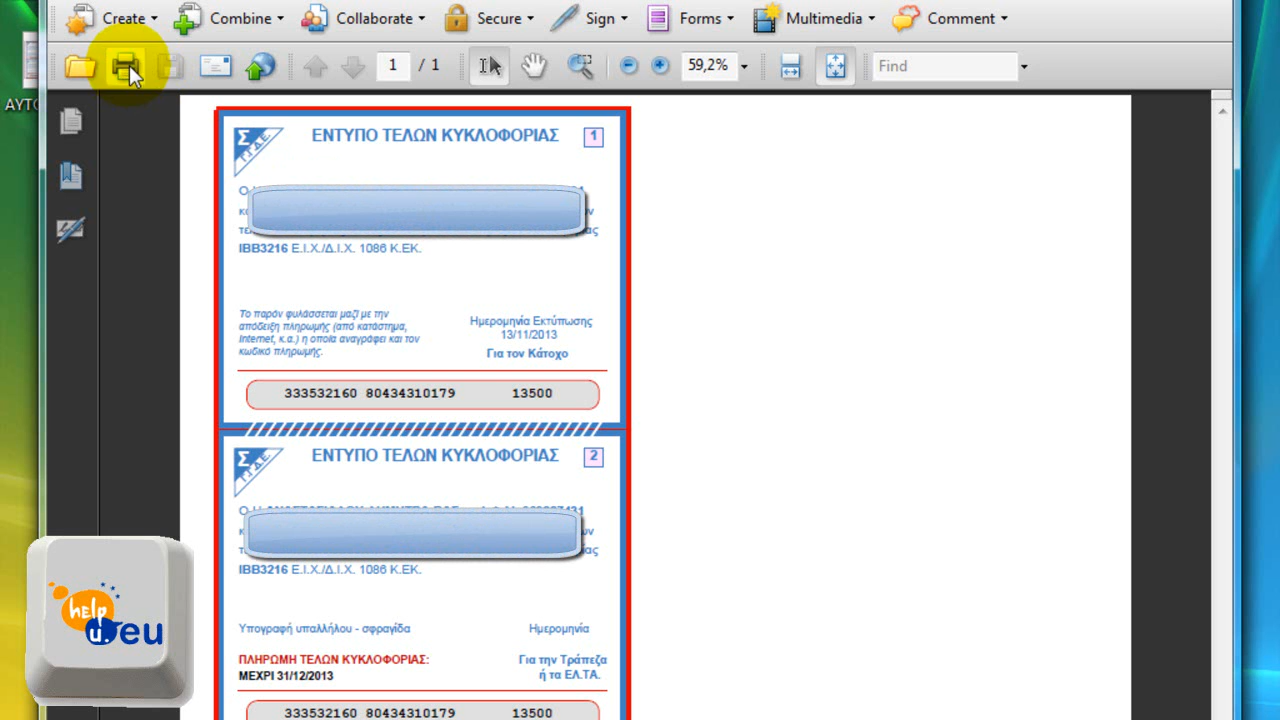 Create Combine Collaborate Secure Sign Forms Multimedia Comment
1 / 1 59,2% Find
ΕΝΤΥΠΟ ΤΕΛΩΝ ΚΥΚΛΟΦΟΡΙΑΣ 1
ΙΒΒ3216 Ε.Ι.Χ./Δ.Ι.Χ. 1086 Κ.ΕΚ.
Το παρόν φυλάσσεται μαζί με την
απόδειξη πληρωμής (από κατάστημα,
Internet, κ.α.) η οποία αναγράφει και τον
κωδικό πληρωμής.
Ημερομηνία Εκτύπωσης
13/11/2013
Για τον Κάτοχο
333532160 80434310179 13500
ΕΝΤΥΠΟ ΤΕΛΩΝ ΚΥΚΛΟΦΟΡΙΑΣ 2
ΙΒΒ3216 Ε.Ι.Χ./Δ.Ι.Χ. 1086 Κ.ΕΚ.
Υπογραφή υπαλλήλου - σφραγίδα Ημερομηνία
ΠΛΗΡΩΜΗ ΤΕΛΩΝ ΚΥΚΛΟΦΟΡΙΑΣ:
ΜΕΧΡΙ 31/12/2013
Για την Τράπεζα
ή τα ΕΛ.ΤΑ.
333532160 80434310179 13500
help
u.eu